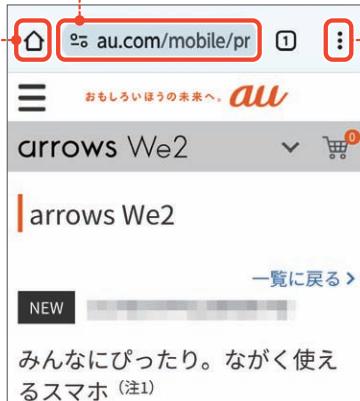 au.com/mobile/pr 1
おもしろいほうの未来へ。 au
arrows We2 0
arrows We2
一覧に戻る
NEW
みんなにぴったり。ながく使え
るスマホ（注1）